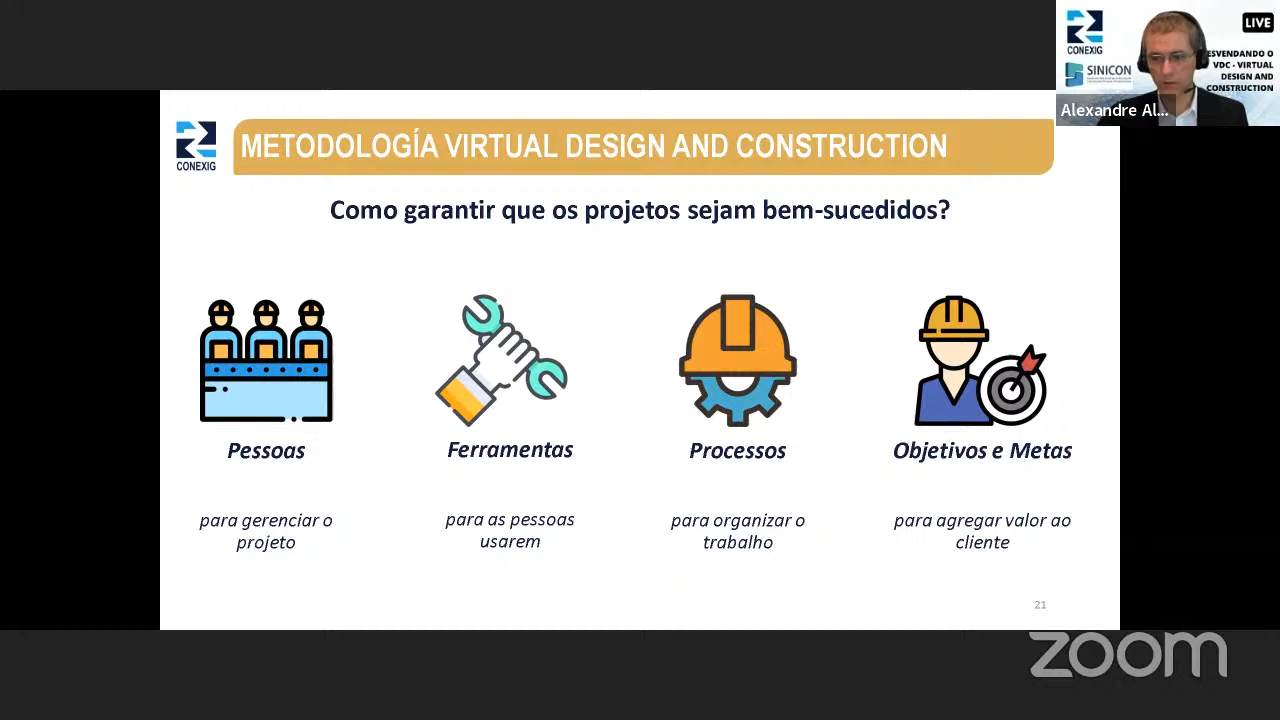 LIVE
CONEXIG
SINICON
ESVENDANDO O
VDC - VIRTUAL
DESIGN AND
CONSTRUCTION
Alexandre Al...
CONEXIG
METODOLOGÍA VIRTUAL DESIGN AND CONSTRUCTION
Como garantir que os projetos sejam bem-sucedidos?
Pessoas
para gerenciar o
projeto
Ferramentas
para as pessoas
usarem
Processos
para organizar o
trabalho
Objetivos e Metas
para agregar valor ao
cliente
21
zoom